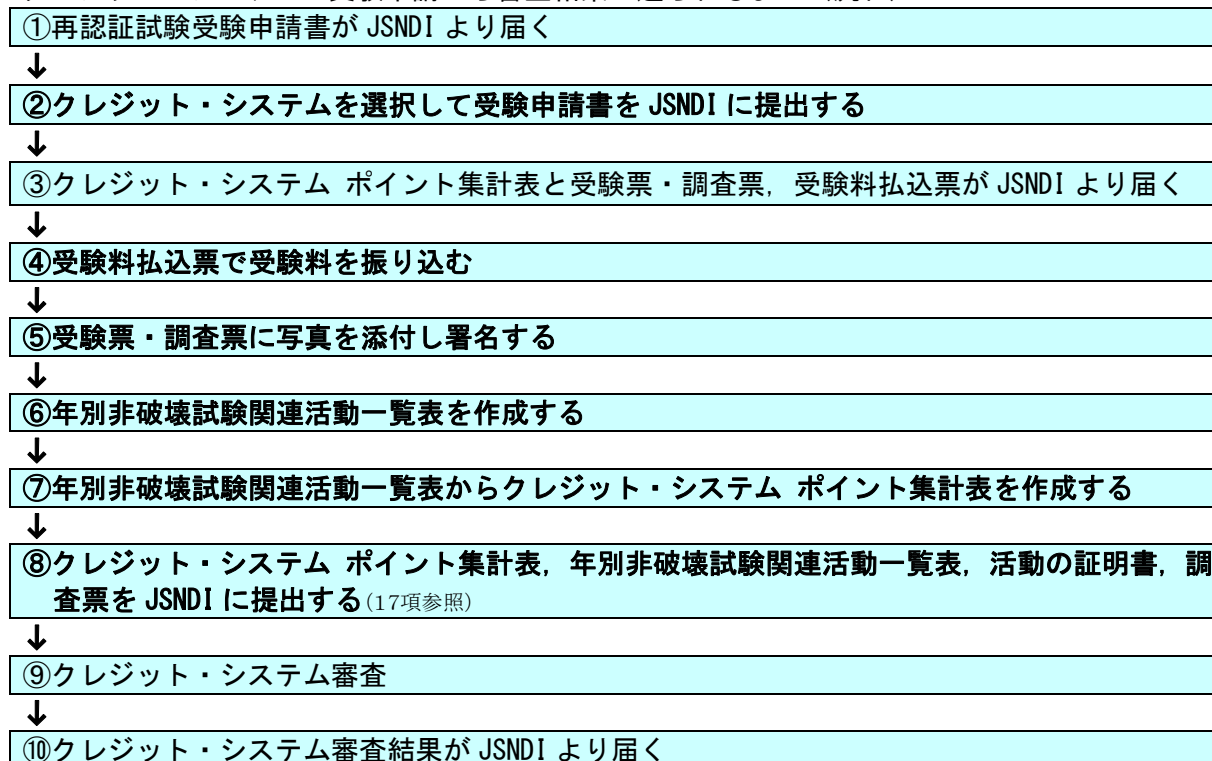 ①再認証試験受験申請書が JSNDI より届く
↓
②クレジット・システムを選択して受験申請書を JSNDI に提出する
↓
③クレジット・システム ポイント集計表と受験票・調査票，受験料払込票が JSNDI より届く
↓
④受験料払込票で受験料を振り込む
↓
⑤受験票・調査票に写真を添付し署名する
↓
⑥年別非破壊試験関連活動一覧表を作成する
↓
⑦年別非破壊試験関連活動一覧表からクレジット・システム ポイント集計表を作成する
↓
⑧クレジット・システム ポイント集計表，年別非破壊試験関連活動一覧表，活動の証明書，調
査票を JSNDI に提出する(17項参照)
↓
⑨クレジット・システム審査
↓
⑩クレジット・システム審査結果が JSNDI より届く